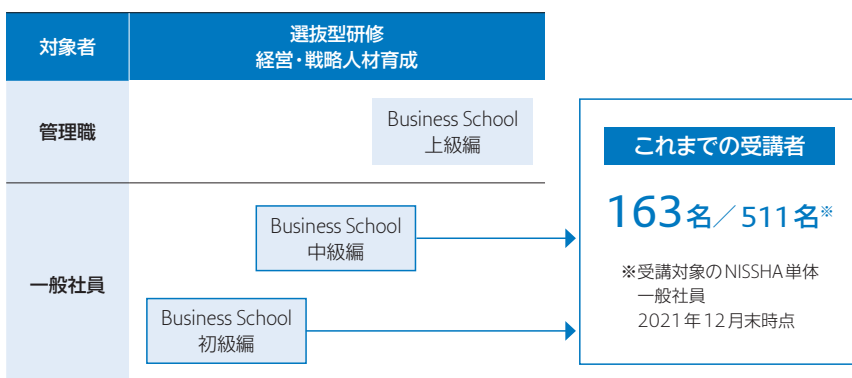 対象者
選抜型研修
経営・戦略人材育成
管理職
Business School
上級編
一般社員
Business School
中級編
Business School
初級編
これまでの受講者
163名／511名※
※受講対象のNISSHA単体
一般社員
2021年12月末時点